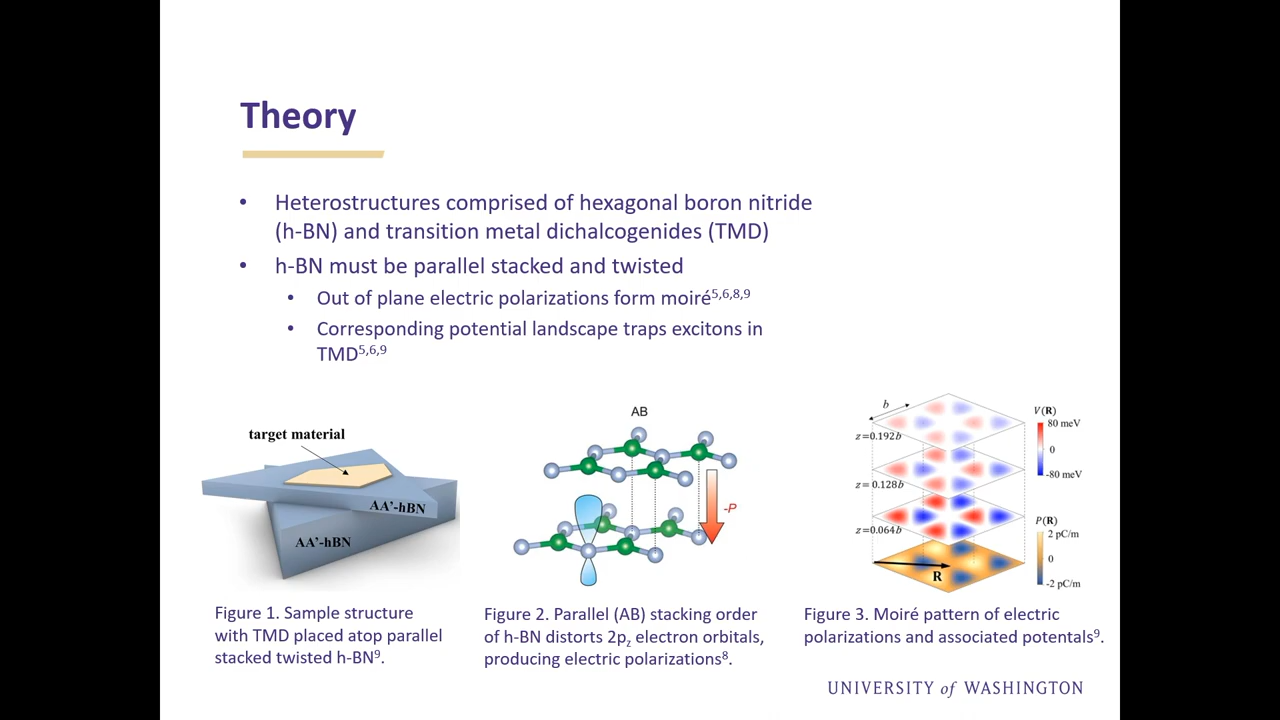 Theory
• Heterostructures comprised of hexagonal boron nitride
(h-BN) and transition metal dichalcogenides (TMD)
• h-BN must be parallel stacked and twisted
• Out of plane electric polarizations form moiré5,6,8,9
• Corresponding potential landscape traps excitons in
TMD5,6,9
target material
AA’-hBN
AA’-hBN
Figure 1. Sample structure
with TMD placed atop parallel
stacked twisted h-BN9.
AB
-P
Figure 2. Parallel (AB) stacking order
of h-BN distorts 2pz electron orbitals,
producing electric polarizations8.
b
z=0.192b
z=0.128b
z=0.064b
R
V(R)
80 meV
0
-80 meV
P(R)
2 pC/m
0
-2 pC/m
Figure 3. Moiré pattern of electric
polarizations and associated potentals9.
UNIVERSITY of WASHINGTON